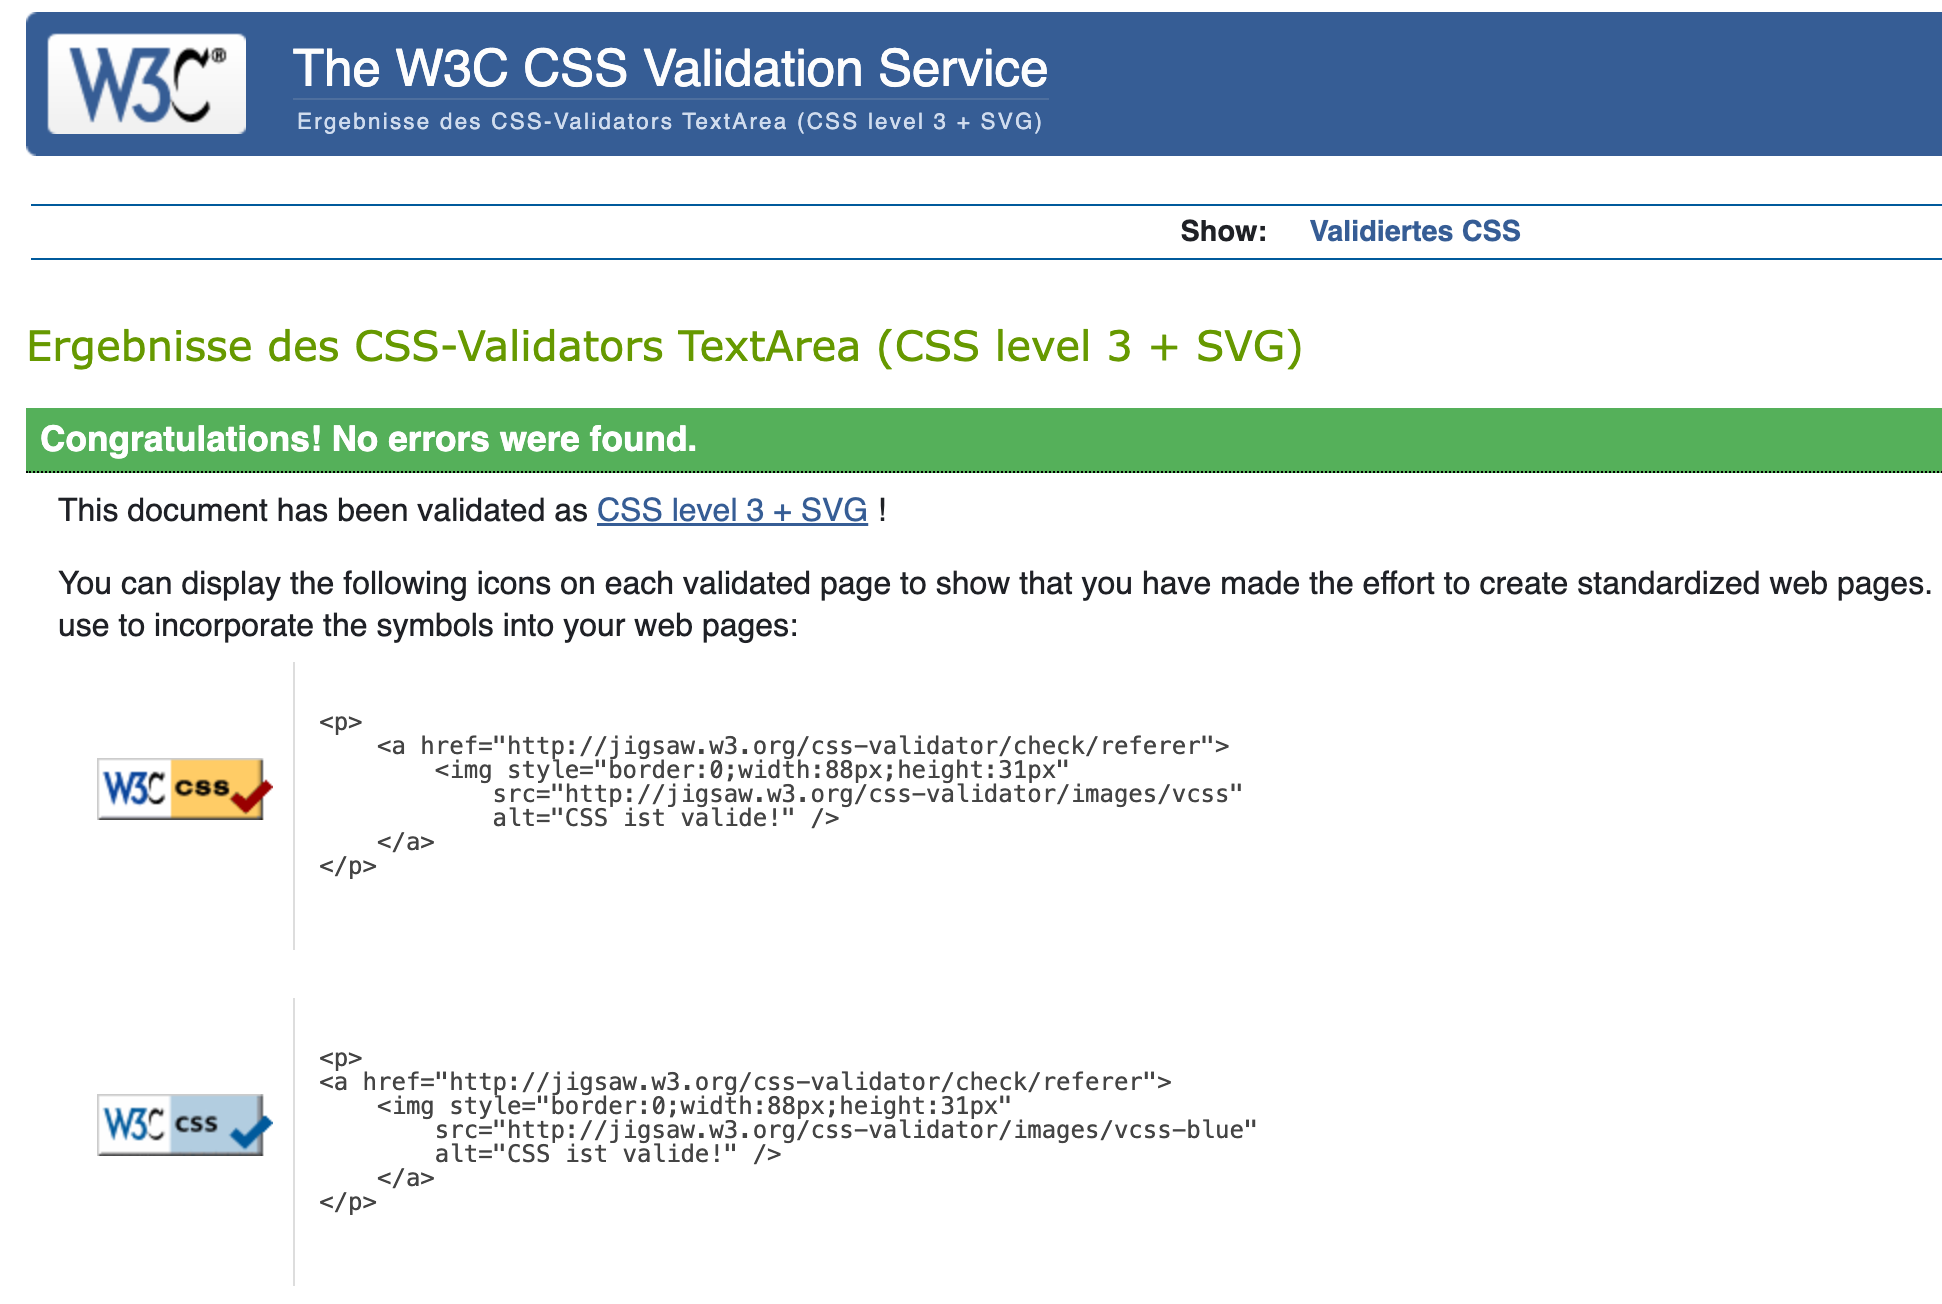 W3C®
The W3C CSS Validation Service
Ergebnisse des CSS-Validators TextArea (CSS level 3 + SVG)
Show: Validiertes CSS
Ergebnisse des CSS-Validators TextArea (CSS level 3 + SVG)
Congratulations! No errors were found.
This document has been validated as CSS level 3 + SVG !
You can display the following icons on each validated page to show that you have made the effort to create standardized web pages.
use to incorporate the symbols into your web pages:
W3C css
<p>
    <a href="http://jigsaw.w3.org/css-validator/check/referer">
        <img style="border:0;width:88px;height:31px"
            src="http://jigsaw.w3.org/css-validator/images/vcss"
            alt="CSS ist valide!" />
    </a>
</p>
W3C css
<p>
<a href="http://jigsaw.w3.org/css-validator/check/referer">
    <img style="border:0;width:88px;height:31px"
        src="http://jigsaw.w3.org/css-validator/images/vcss-blue"
        alt="CSS ist valide!" />
    </a>
</p>